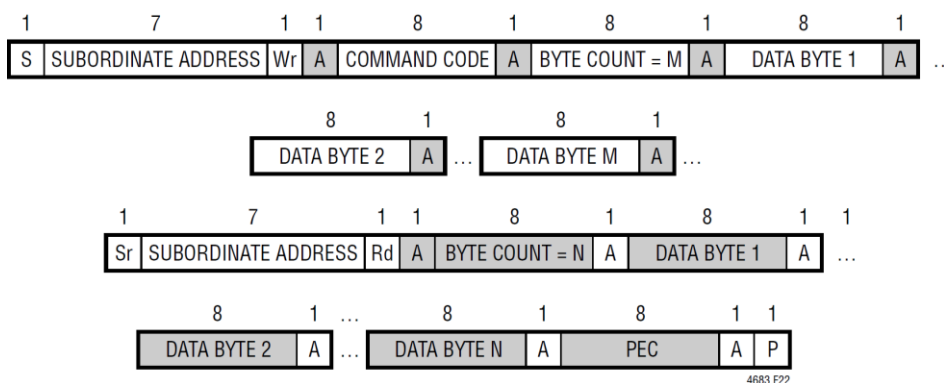 1 7 1 1 8 1 8 1 8 1
S SUBORDINATE ADDRESS Wr A COMMAND CODE A BYTE COUNT = M A DATA BYTE 1 A ...
8 1 8 1
DATA BYTE 2 A ... DATA BYTE M A ...
1 7 1 1 8 1 8 1 1
Sr SUBORDINATE ADDRESS Rd A BYTE COUNT = N A DATA BYTE 1 A ...
8 1 ... 8 1 8 1 1
DATA BYTE 2 A ... DATA BYTE N A PEC A P
4683 F22